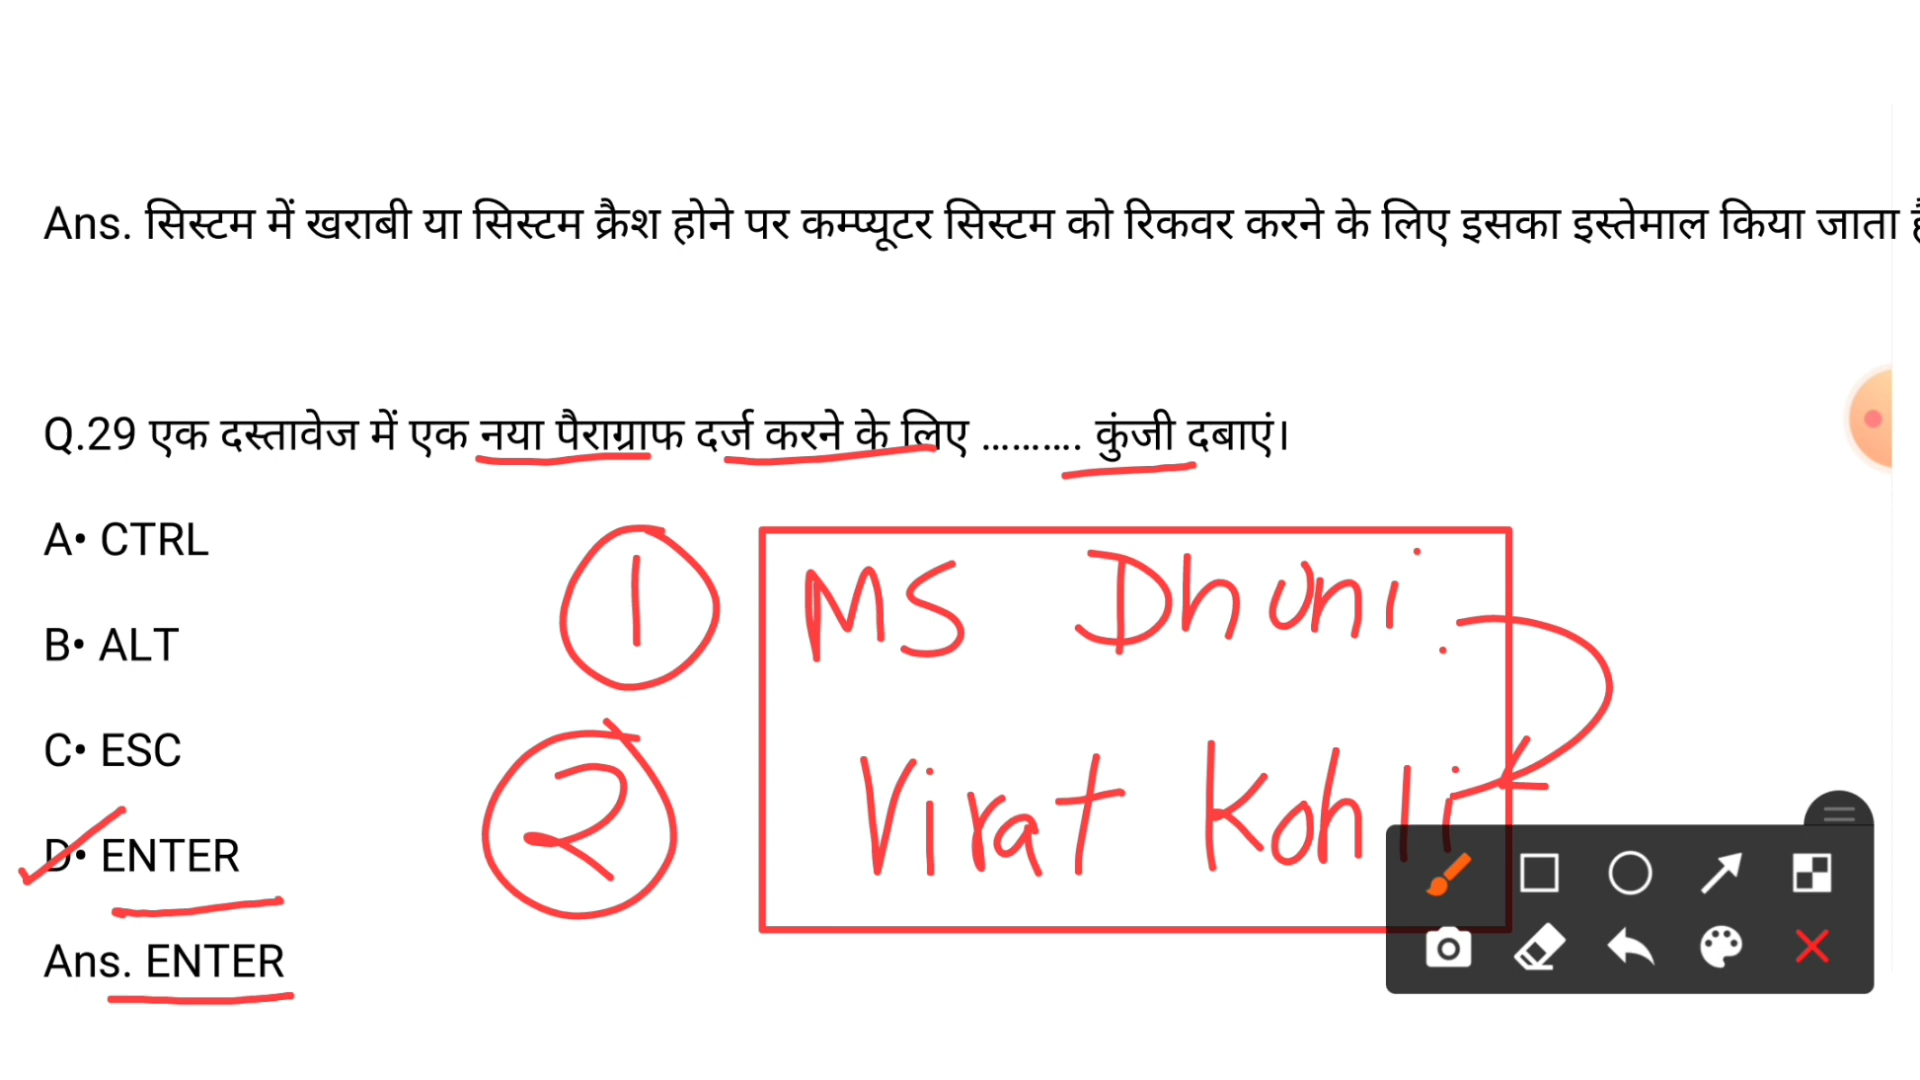 Ans. सिस्टम में खराबी या सिस्टम क्रैश होने पर कम्प्यूटर सिस्टम को रिकवर करने के लिए इसका इस्तेमाल किया जाता
Q.29 एक दस्तावेज में एक नया पैराग्राफ दर्ज करने के लिए .......... कुंजी दबाएं।
A• CTRL
B• ALT
C• ESC
D• ENTER
Ans. ENTER
1 MS Dhoni.
2 Virat Kohli